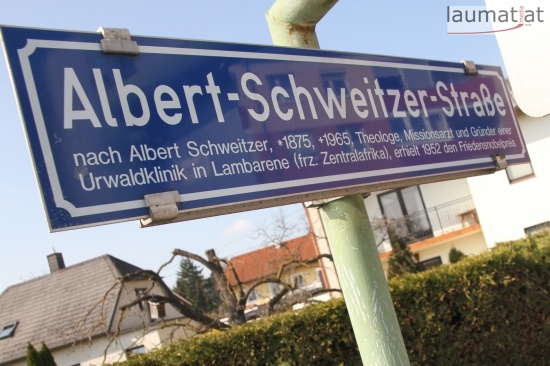 laumat|at
Albert-Schweitzer-Straße
nach Albert Schweitzer, *1875, +1965, Theologe, Missionsarzt und Gründer einer
Urwaldklinik in Lambarene (frz. Zentralafrika), erhielt 1952 den Friedensnobelpreis